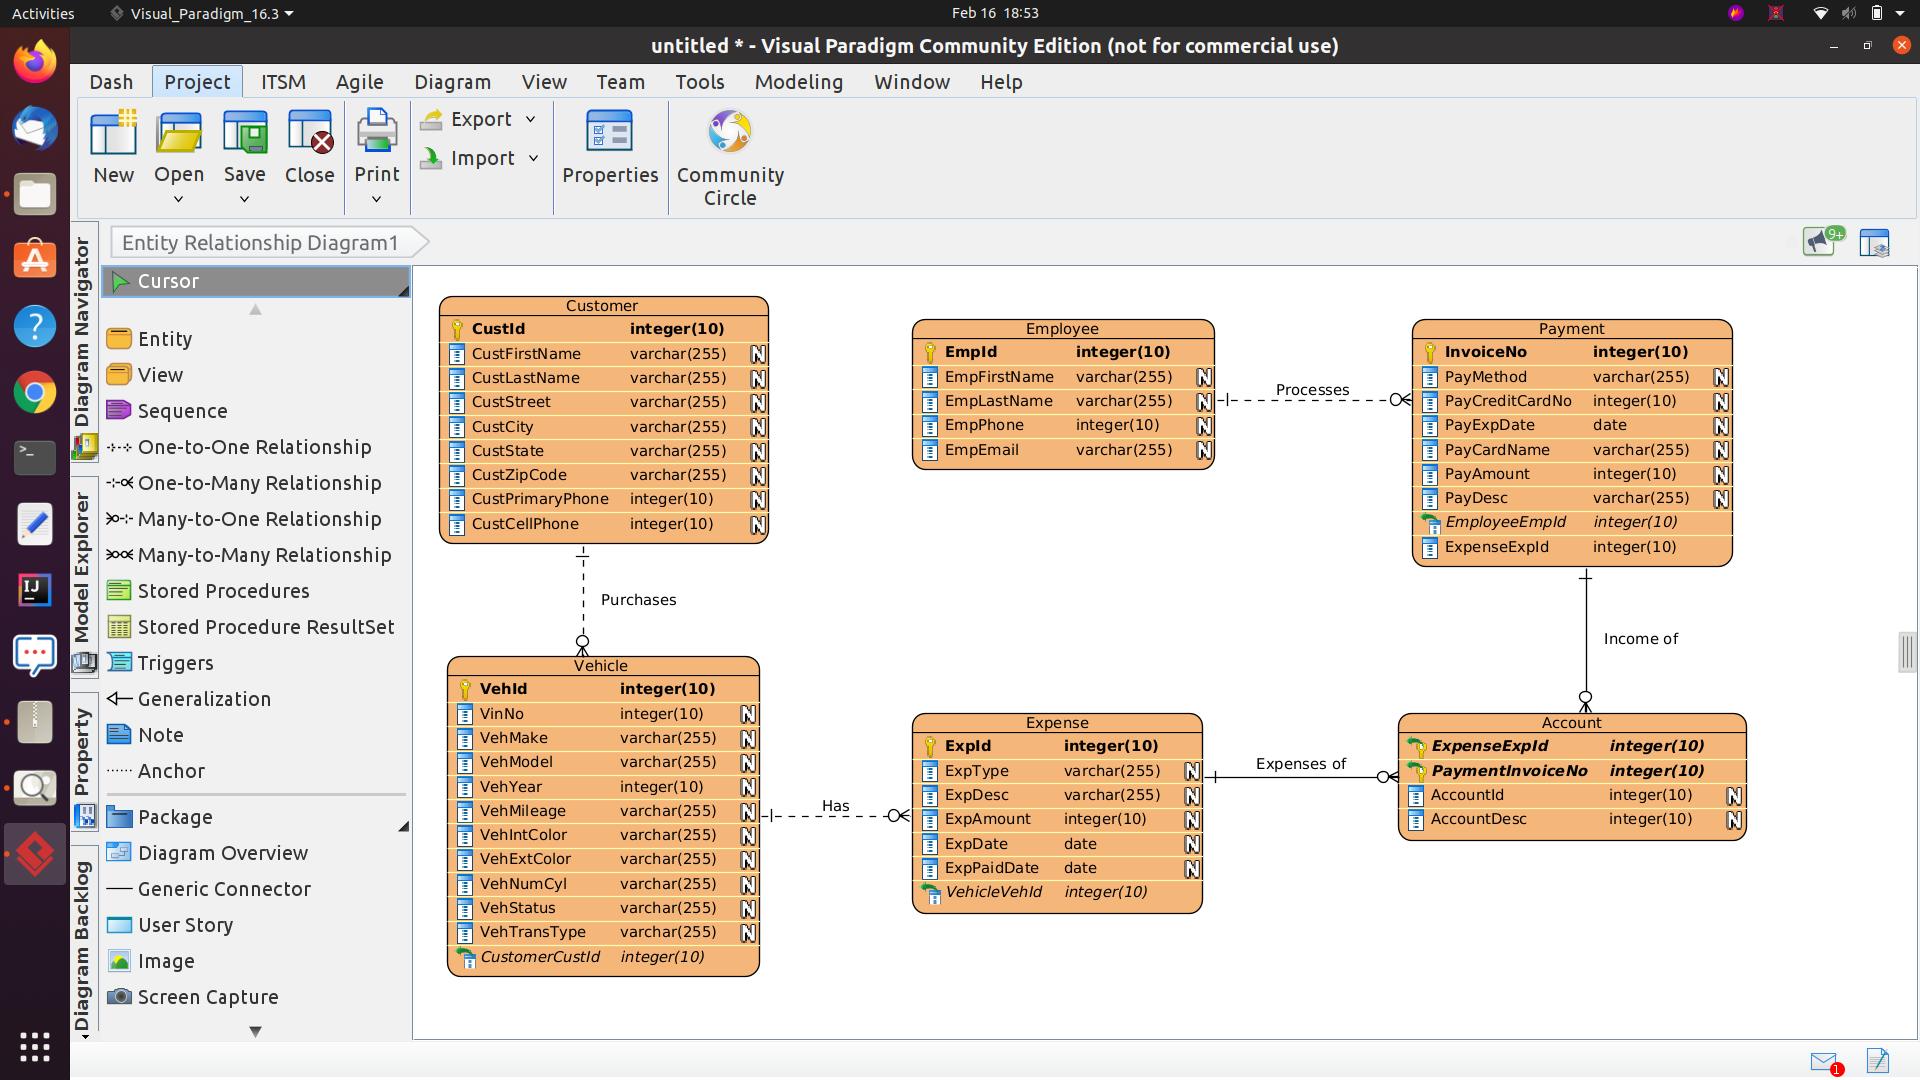 Activities Visual_Paradigm_16.3 Feb 16 18:53
untitled * - Visual Paradigm Community Edition (not for commercial use)
Dash Project ITSM Agile Diagram View Team Tools Modeling Window Help
New Open Save Close Print Export Import Properties Community Circle
Entity Relationship Diagram1
9+
Diagram Navigator
Model Explorer
Property
Diagram Backlog
Cursor
Entity
View
Sequence
One-to-One Relationship
One-to-Many Relationship
Many-to-One Relationship
Many-to-Many Relationship
Stored Procedures
Stored Procedure ResultSet
Triggers
Generalization
Note
Anchor
Package
Diagram Overview
Generic Connector
User Story
Image
Screen Capture
Customer
CustId integer(10)
CustFirstName varchar(255) N
CustLastName varchar(255) N
CustStreet varchar(255) N
CustCity varchar(255) N
CustState varchar(255) N
CustZipCode varchar(255) N
CustPrimaryPhone integer(10) N
CustCellPhone integer(10) N
Purchases
Vehicle
VehId integer(10)
VinNo integer(10) N
VehMake varchar(255) N
VehModel varchar(255) N
VehYear integer(10) N
VehMileage varchar(255) N
VehIntColor varchar(255) N
VehExtColor varchar(255) N
VehNumCyl varchar(255) N
VehStatus varchar(255) N
VehTransType varchar(255) N
CustomerCustId integer(10)
Has
Employee
EmpId integer(10)
EmpFirstName varchar(255) N
EmpLastName varchar(255) N
EmpPhone integer(10) N
EmpEmail varchar(255) N
Processes
Payment
InvoiceNo integer(10)
PayMethod varchar(255) N
PayCreditCardNo integer(10) N
PayExpDate date N
PayCardName varchar(255) N
PayAmount integer(10) N
PayDesc varchar(255) N
EmployeeEmpId integer(10)
ExpenseExpId integer(10)
Income of
Expense
ExpId integer(10)
ExpType varchar(255) N
ExpDesc varchar(255) N
ExpAmount integer(10) N
ExpDate date N
ExpPaidDate date N
VehicleVehId integer(10)
Expenses of
Account
ExpenseExpId integer(10)
PaymentInvoiceNo integer(10)
AccountId integer(10) N
AccountDesc integer(10) N
1